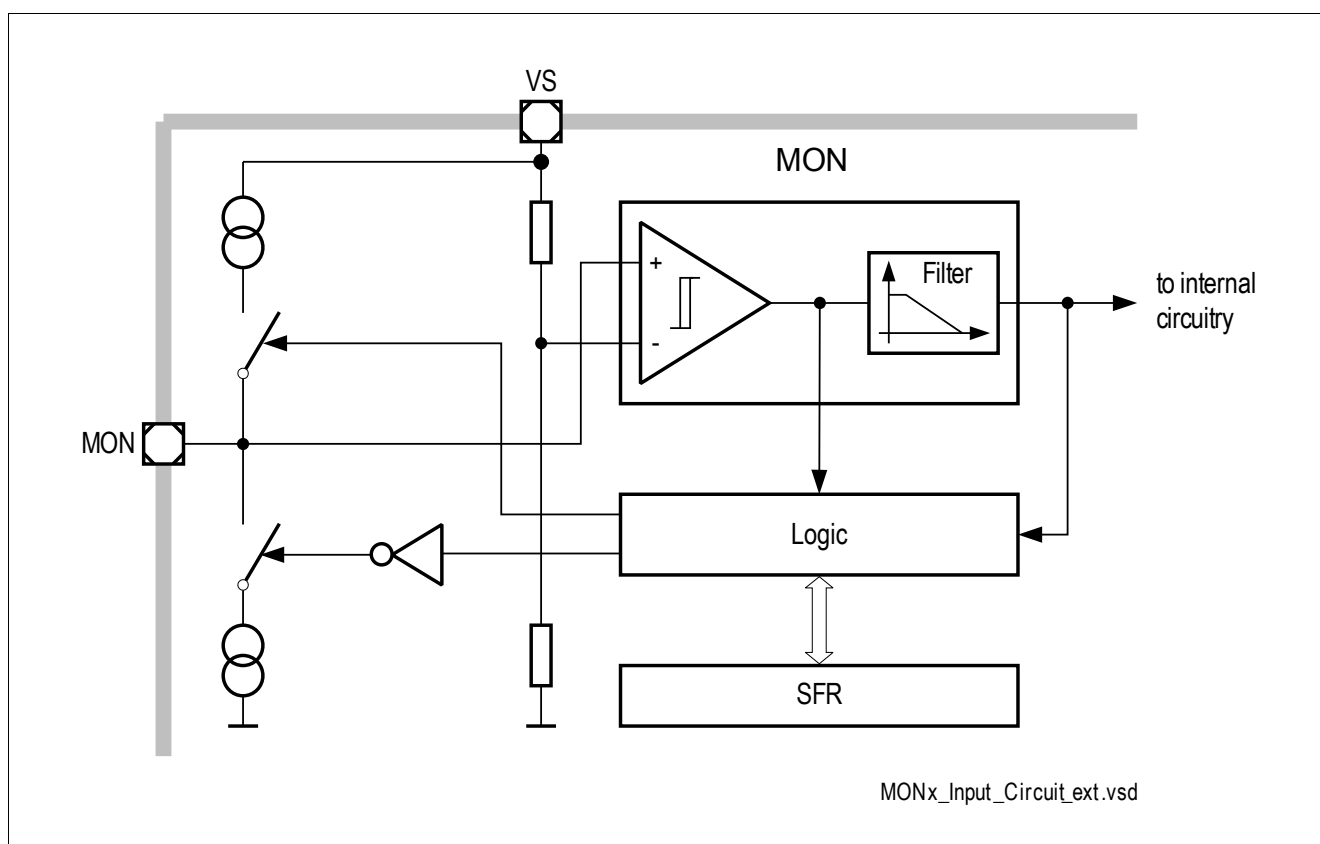 VS
MON
+
-
Filter
to internal
circuitry
MON
Logic
SFR
MONx_Input_Circuit_ext.vsd